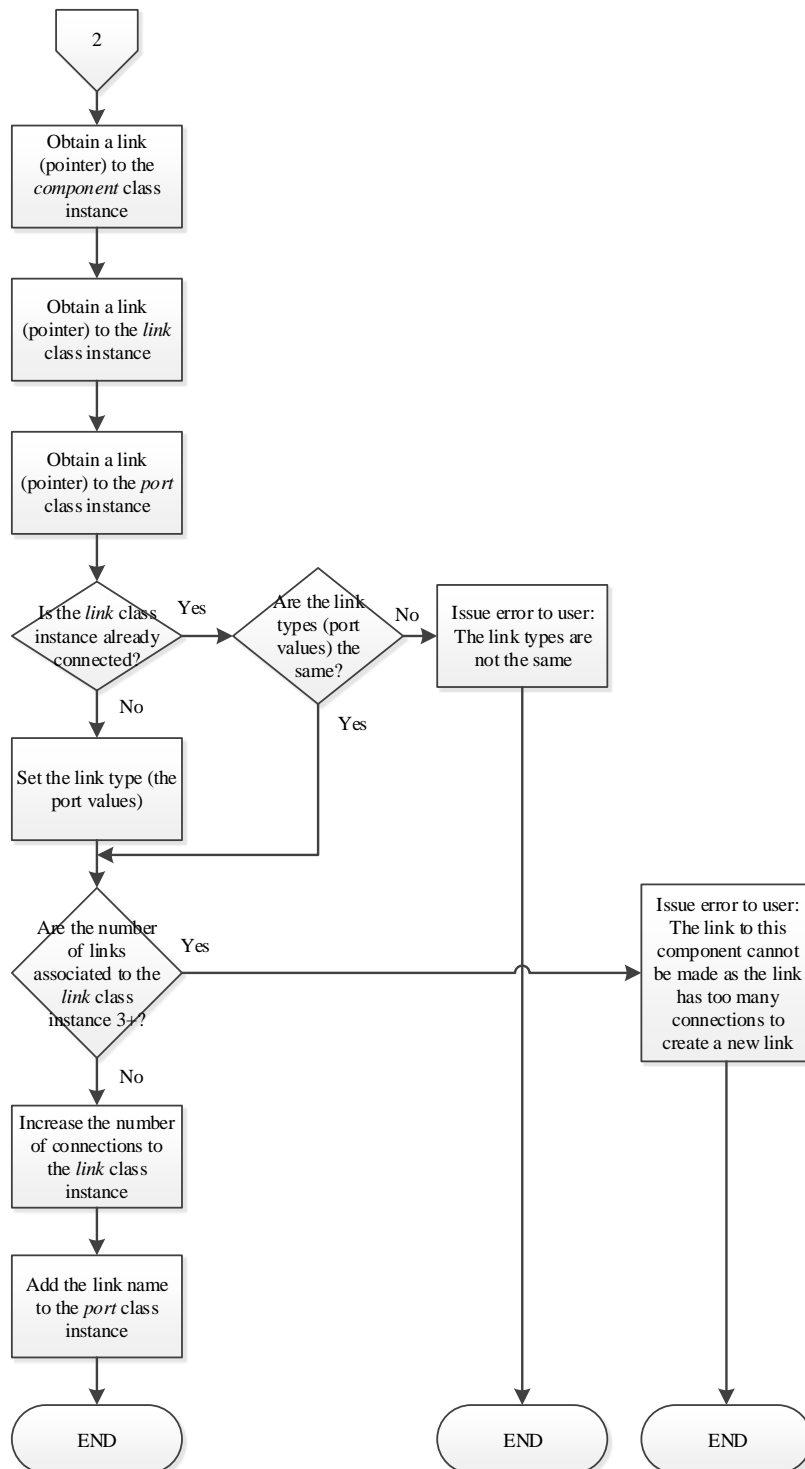 2
Obtain a link
(pointer) to the
component class
instance
Obtain a link
(pointer) to the link
class instance
Obtain a link
(pointer) to the port
class instance
Is the link class
instance already
connected?
Yes
No
Are the link
types (port
values) the
same?
No
Yes
Issue error to user:
The link types are
not the same
Set the link type (the
port values)
Are the number
of links
associated to the
link class
instance 3+?
Yes
No
Issue error to user:
The link to this
component cannot
be made as the link
has too many
connections to
create a new link
Increase the number
of connections to
the link class
instance
Add the link name
to the port class
instance
END
END
END